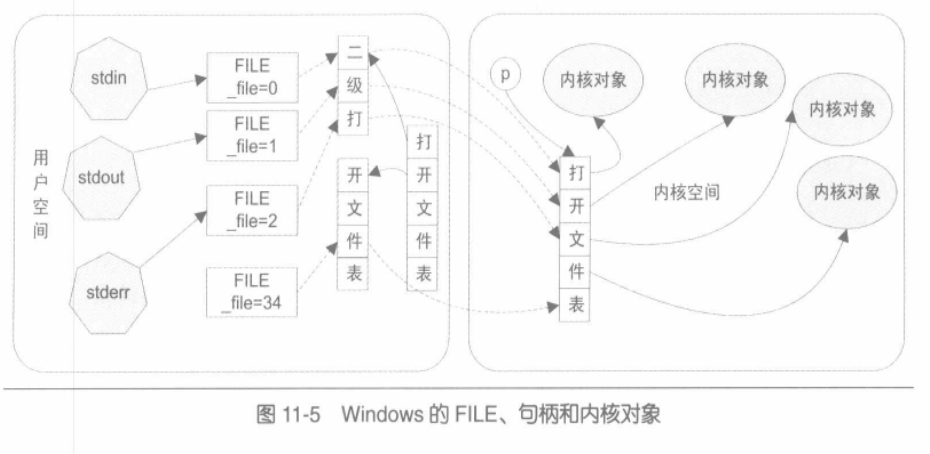 用户空间
stdin
stdout
stderr
FILE
_file=0
FILE
_file=1
FILE
_file=2
FILE
_file=34
二级打
开文件表
打开文件表
p
内核对象
内核对象
内核对象
内核对象
内核空间
打开文件表
图 11-5 Windows 的 FILE、句柄和内核对象